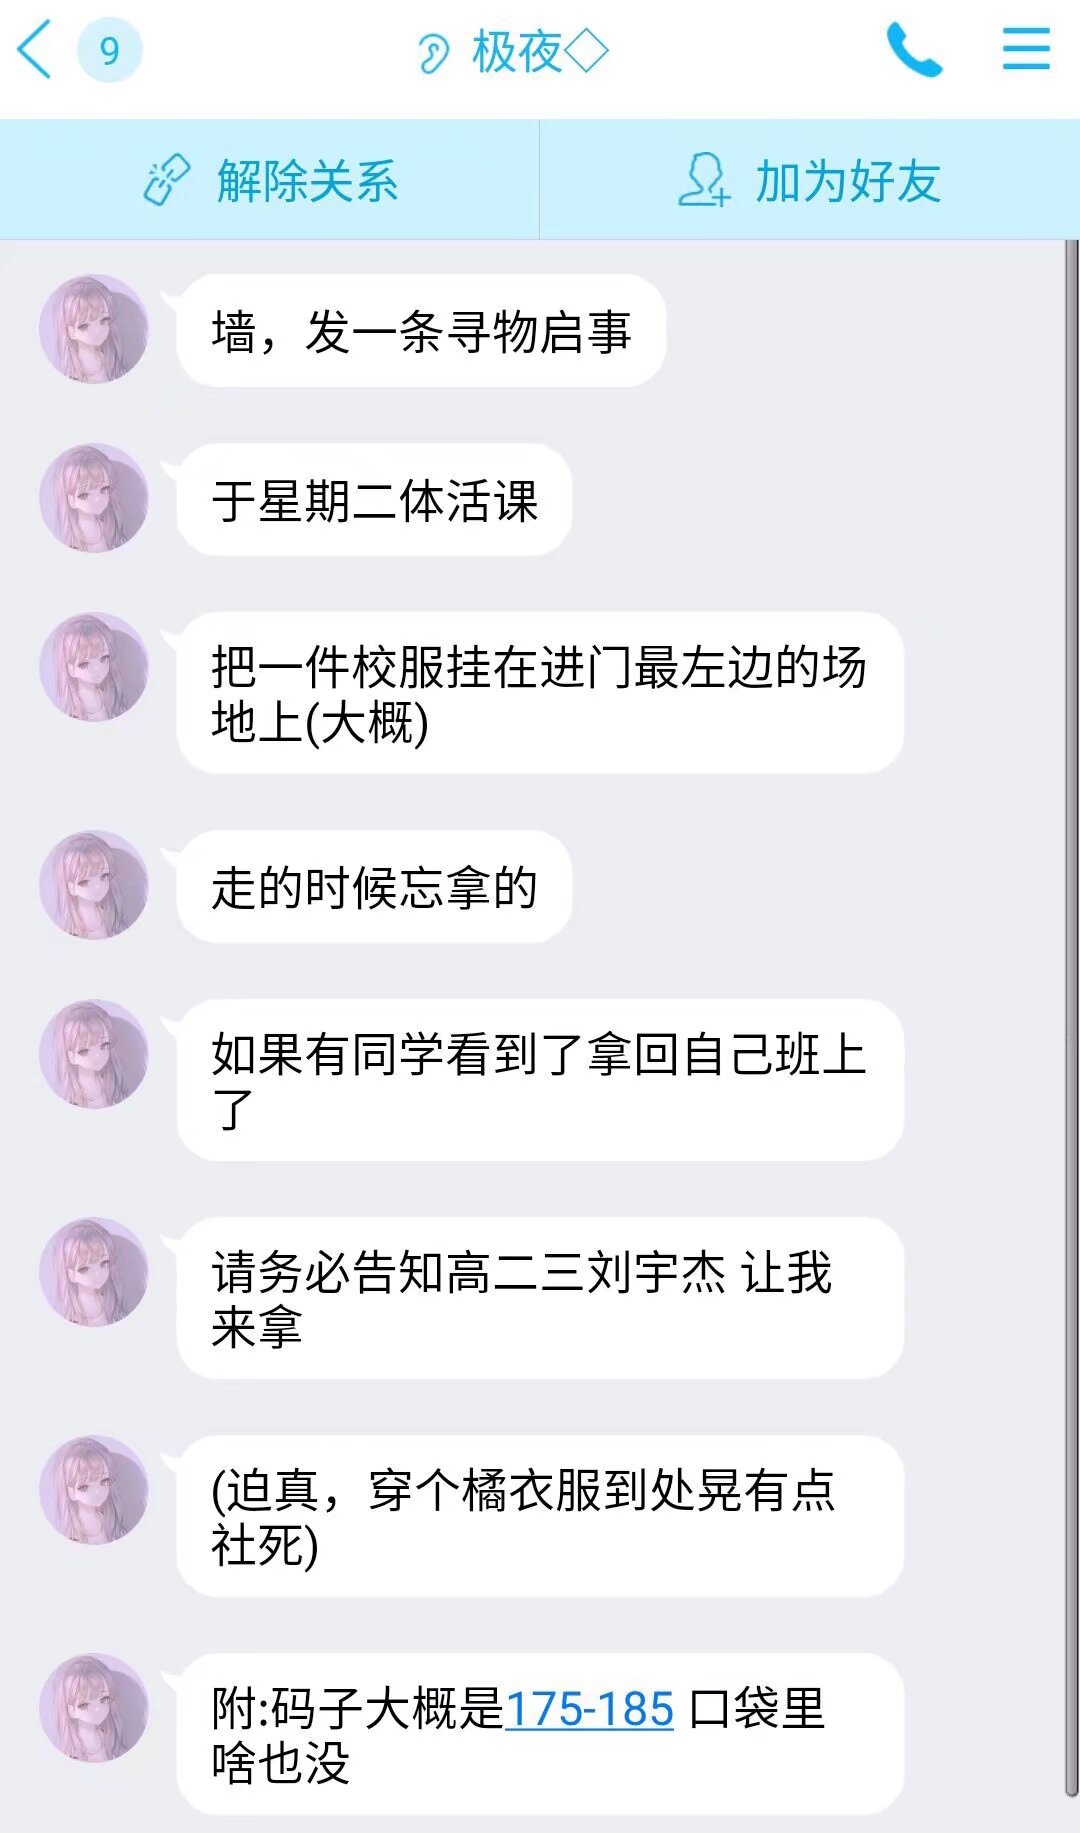 9
极夜◇
解除关系
加为好友
墙，发一条寻物启事
于星期二体活课
把一件校服挂在进门最左边的场
地上(大概)
走的时候忘拿的
如果有同学看到了拿回自己班上
了
请务必告知高二三刘宇杰 让我
来拿
(迫真，穿个橘衣服到处晃有点
社死)
附:码子大概是175-185 口袋里
啥也没